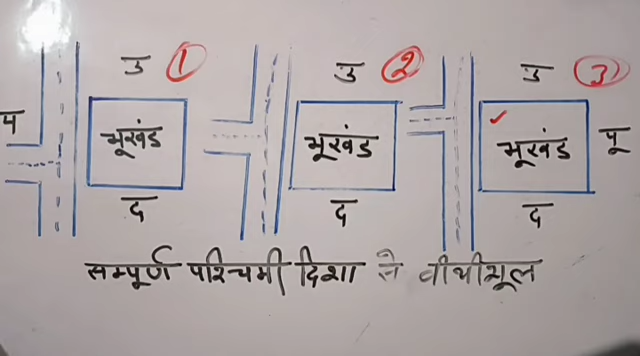 उ 1 उ 2 उ 3
प भूखंड भूखंड भूखंड पू
द द द
सम्पूर्ण पश्चिमी दिशा से वीथीशूल